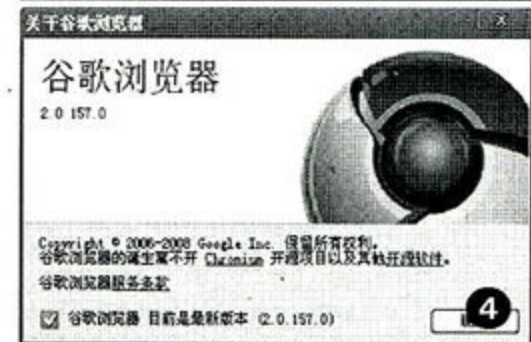 关于谷歌浏览器
谷歌浏览器
2.0.157.0
Copyright © 2006-2008 Google Inc. 保留所有权利。
谷歌浏览器的诞生离不开 Chromium 开源项目以及其他开源软件。
谷歌浏览器服务条款
谷歌浏览器 目前是最新版本 (2.0.157.0)
4